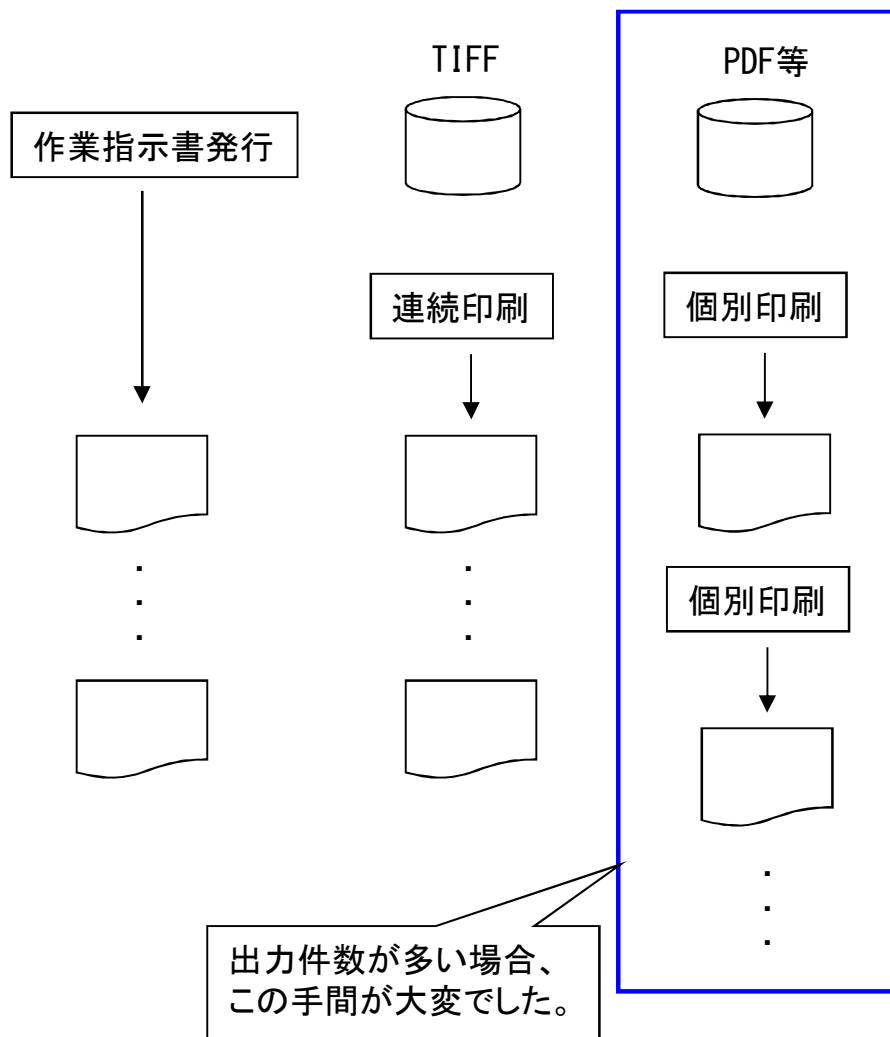 TIFF
PDF等
作業指示書発行
連続印刷
個別印刷
個別印刷
出力件数が多い場合、
この手間が大変でした。